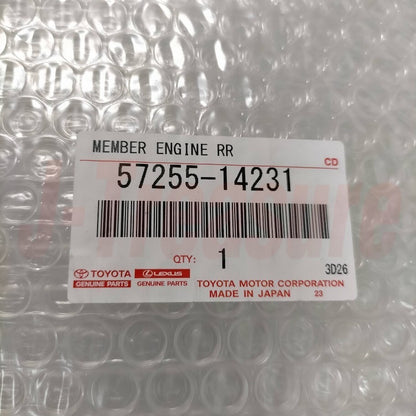 MEMBER ENGINE RR
CD
57255-14231
QTY: 1
3D26
TOYOTA
GENUINE PARTS
LEXUS
GENUINE PARTS
TOYOTA MOTOR CORPORATION
MADE IN JAPAN 23